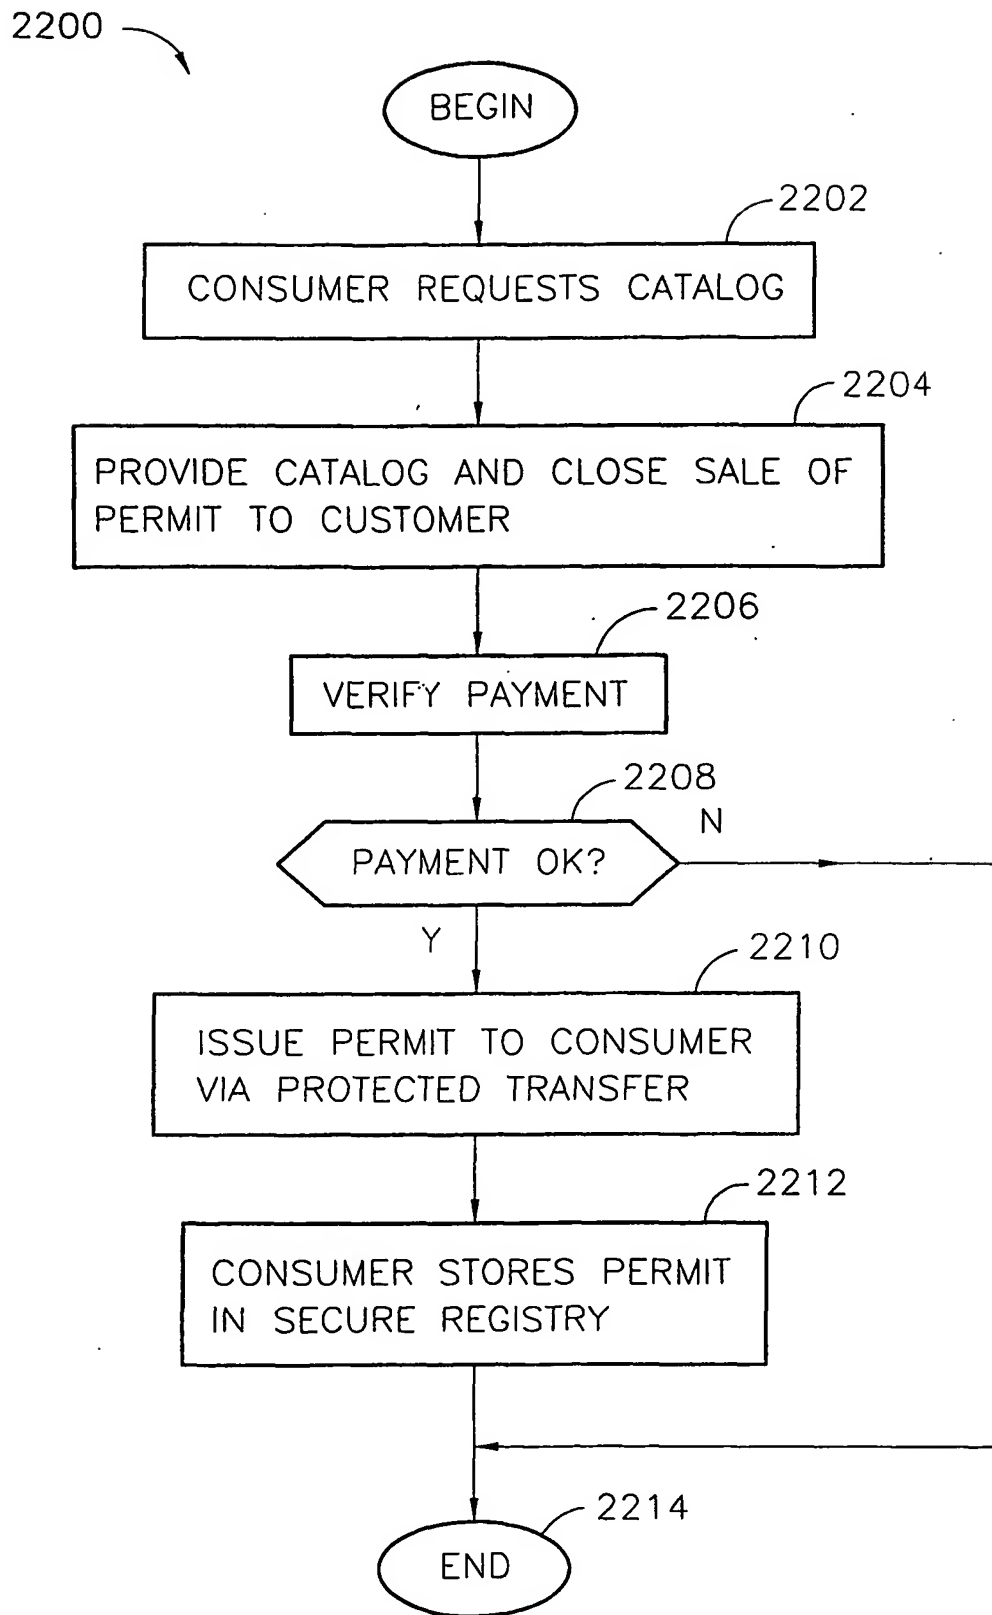 2200
BEGIN
2202
CONSUMER REQUESTS CATALOG
2204
PROVIDE CATALOG AND CLOSE SALE OF
PERMIT TO CUSTOMER
2206
VERIFY PAYMENT
2208
N
PAYMENT OK?
Y
2210
ISSUE PERMIT TO CONSUMER
VIA PROTECTED TRANSFER
2212
CONSUMER STORES PERMIT
IN SECURE REGISTRY
2214
END